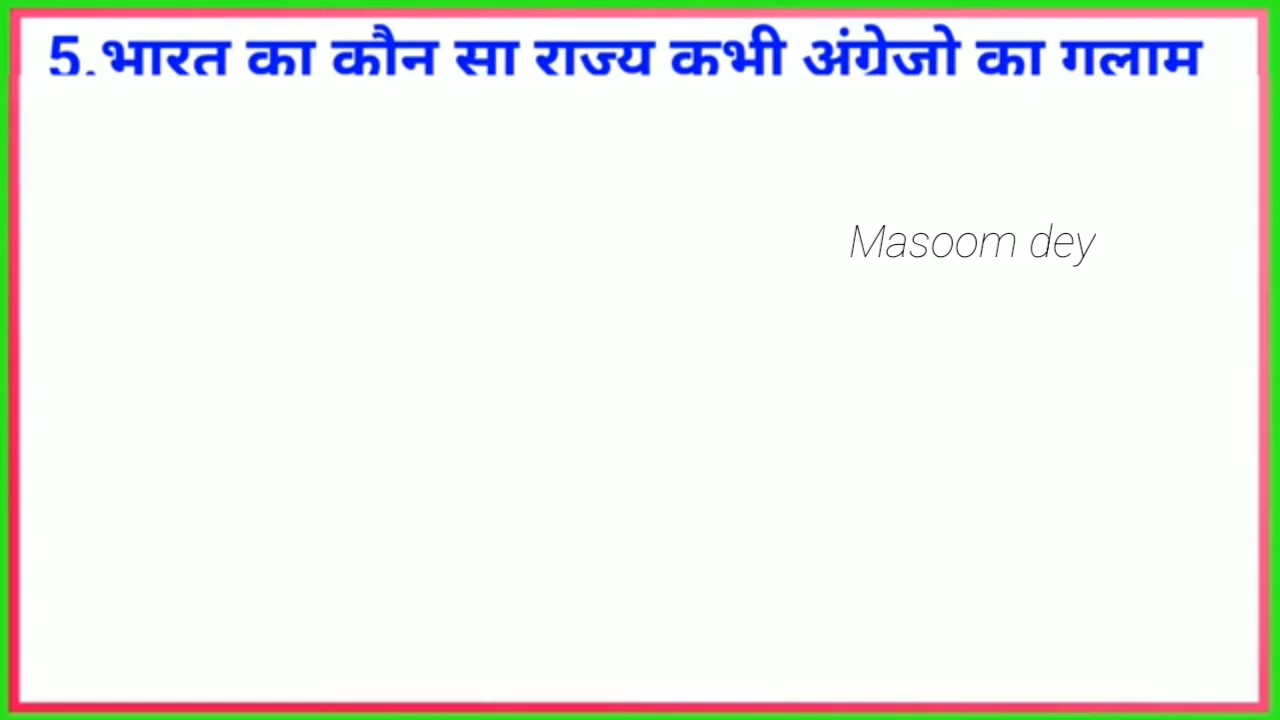 5.भारत का कौन सा राज्य कभी अंग्रेजो का गलाम
Masoom dey